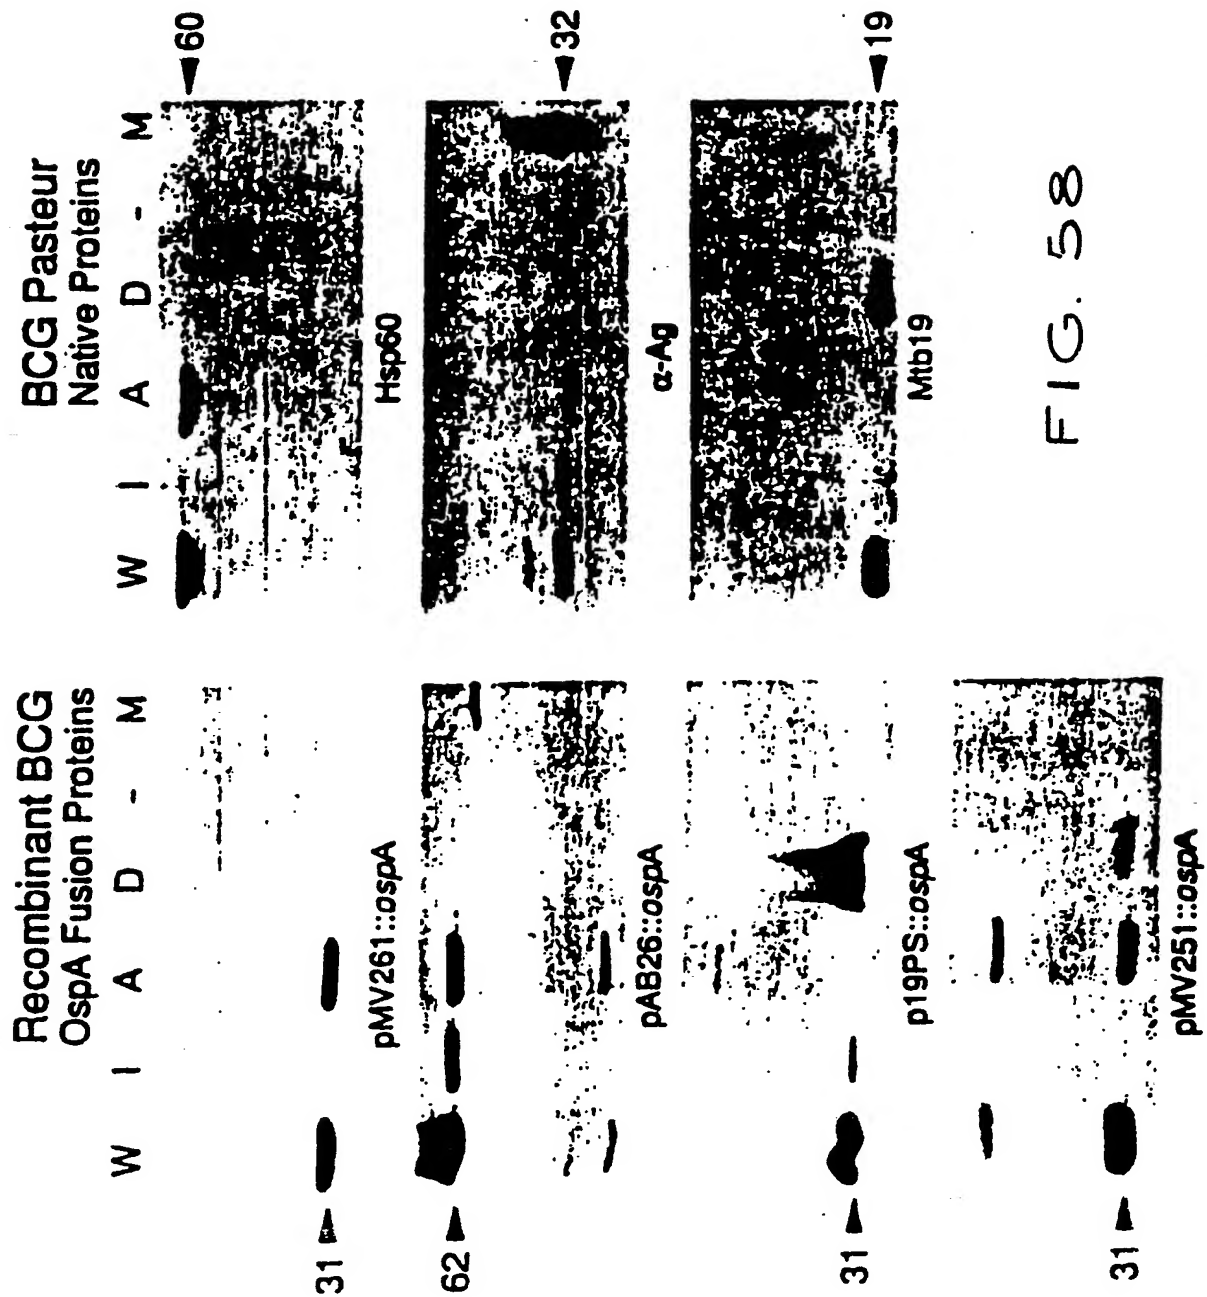 Recombinant BCG
OspA Fusion Proteins
W I A D - M
31
pMV261::ospA
62
pAB26::ospA
31
p19PS::ospA
31
pMV251::ospA
BCG Pasteur
Native Proteins
W I A D - M
60
Hsp60
32
α-Ag
19
Mtb19
FIG. 58